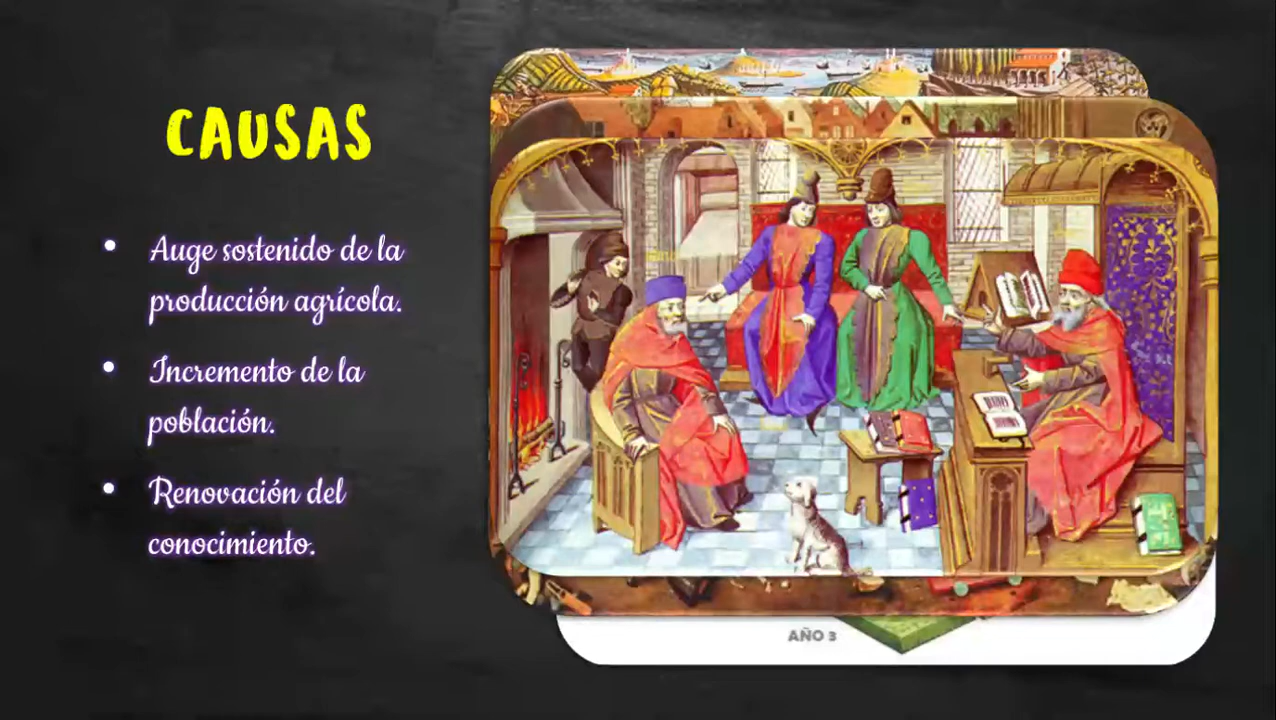 CAUSAS
• Auge sostenido de la
producción agrícola.
• Incremento de la
población.
• Renovación del
conocimiento.
AÑO 3